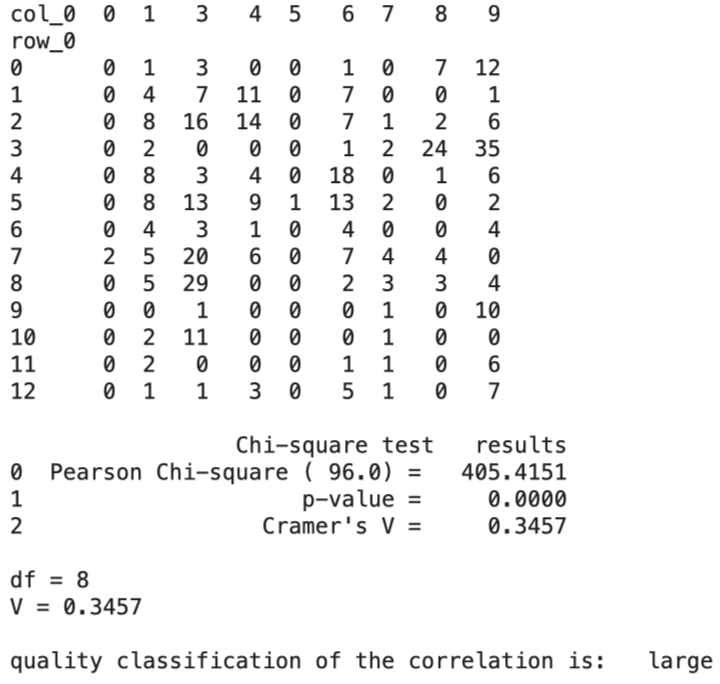 col_0 0 1 3 4 5 6 7 8 9
row_0
0 0 1 3 0 0 1 0 7 12
1 0 4 7 11 0 7 0 0 1
2 0 8 16 14 0 7 1 2 6
3 0 2 0 0 0 1 2 24 35
4 0 8 3 4 0 18 0 1 6
5 0 8 13 9 1 13 2 0 2
6 0 4 3 1 0 4 0 0 4
7 2 5 20 6 0 7 4 4 0
8 0 5 29 0 0 2 3 3 4
9 0 0 1 0 0 0 1 0 10
10 0 2 11 0 0 0 1 0 0
11 0 2 0 0 0 1 1 0 6
12 0 1 1 3 0 5 1 0 7
Chi-square test results
0 Pearson Chi-square ( 96.0) = 405.4151
1 p-value = 0.0000
2 Cramer's V = 0.3457
df = 8
V = 0.3457
quality classification of the correlation is: large